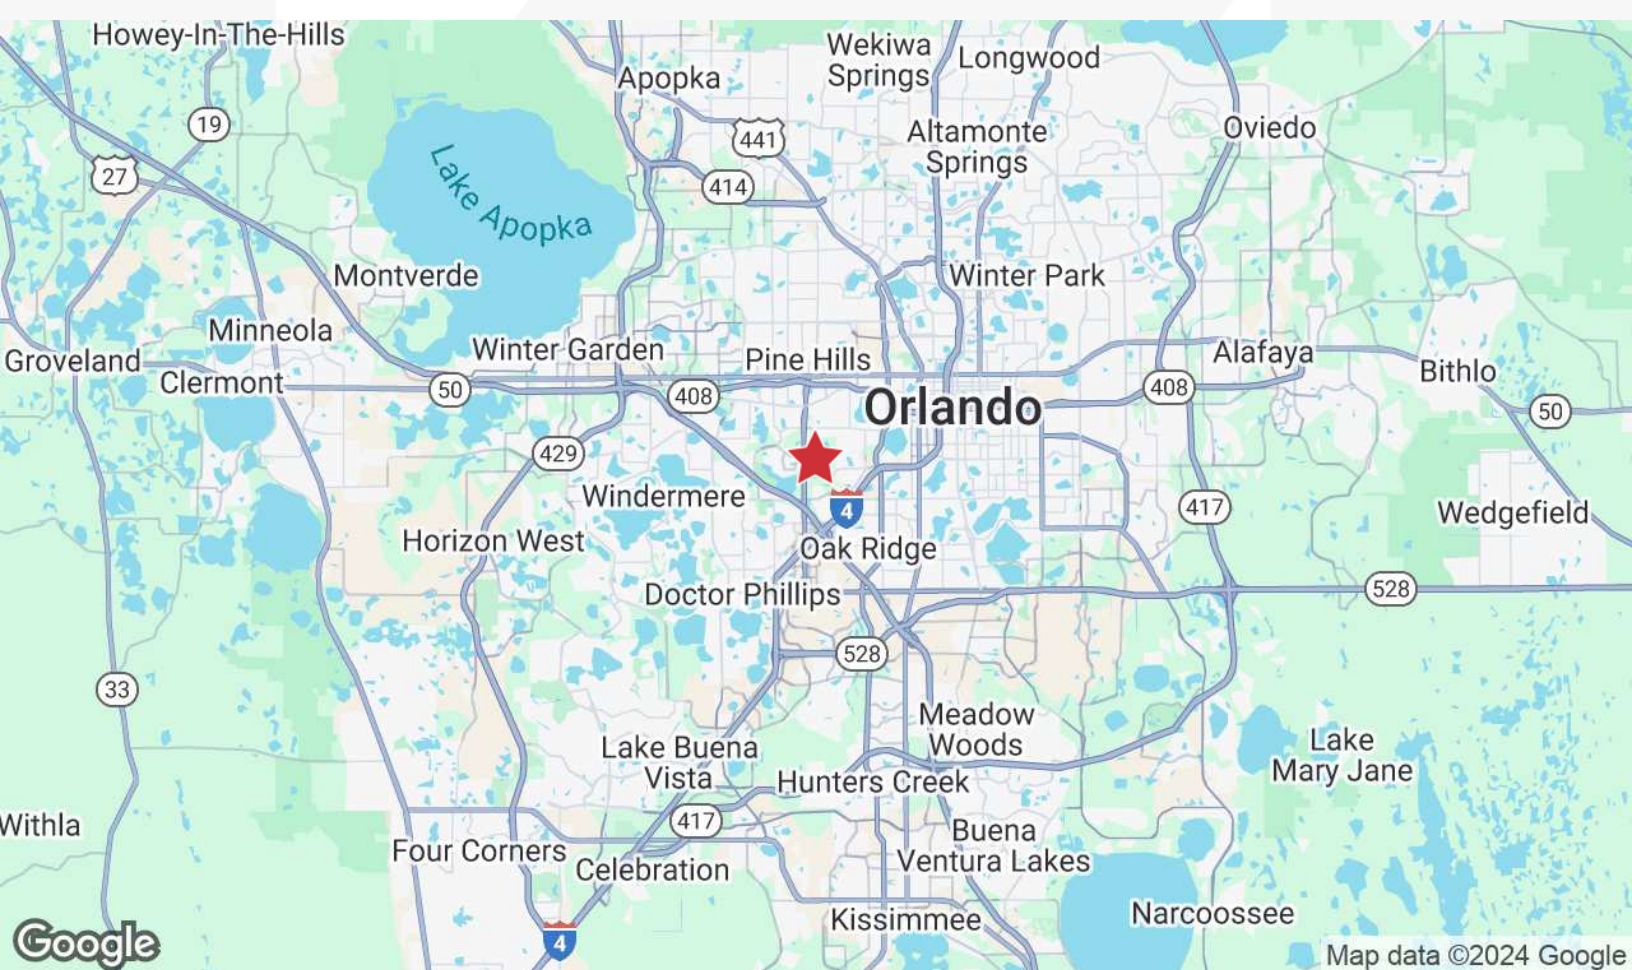 Howey-In-The-Hills
Wekiwa
Springs
Longwood
Apopka
19
441
Altamonte
Springs
Oviedo
27
414
Lake Apopka
Montverde
Winter Park
Minneola
Winter Garden
Pine Hills
Alafaya
Groveland
Clermont
50
408
Orlando
408
Bithlo
50
429
Windermere
4
417
Wedgefield
Horizon West
Oak Ridge
Doctor Phillips
528
528
33
Meadow
Woods
Lake Buena
Vista
Hunters Creek
Lake
Mary Jane
Withla
417
Four Corners
Celebration
Buena
Ventura Lakes
Kissimmee
Narcoossee
Google
4
Map data ©2024 Google